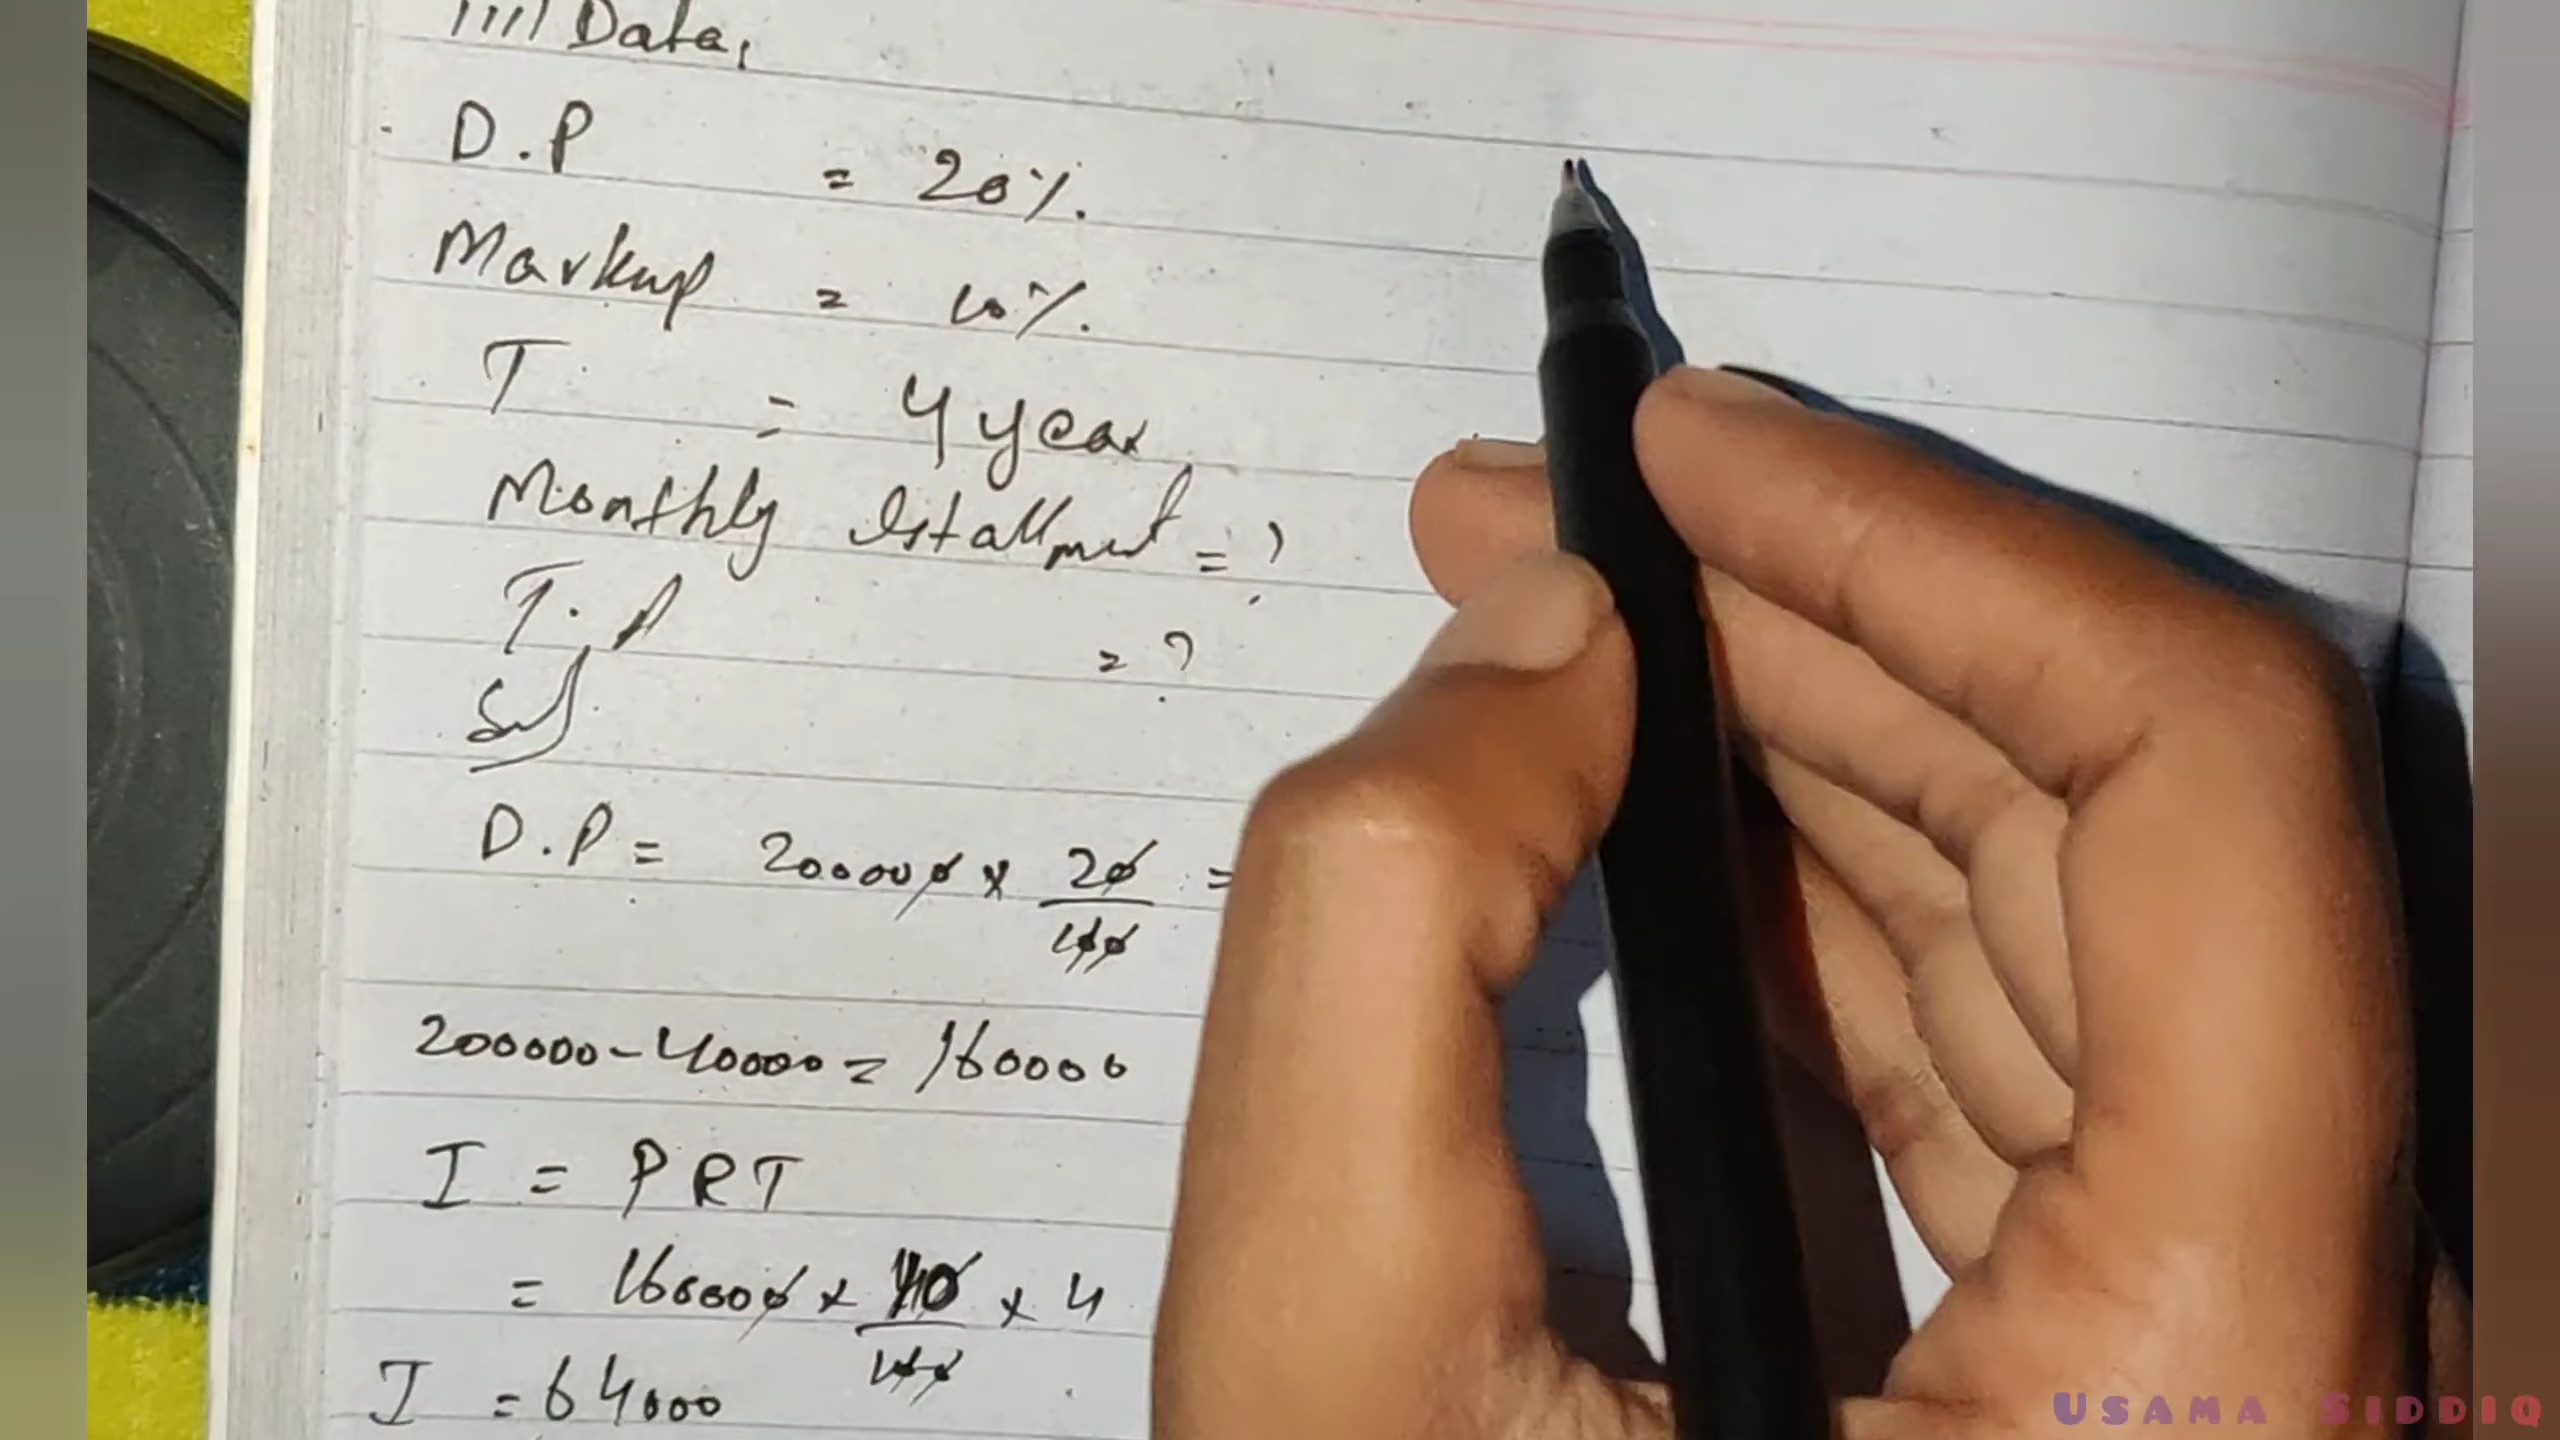 Data,
D.P = 20%.
Markup = 10%.
T = 4 year
Monthly Istallment = ?
T.P = ?
Sol
D.P = 200000 x 20/100 =
200000 - 40000 = 160000
I = PRT
= 160000 x 10/100 x 4
I = 64000
USAMA SIDDIQ